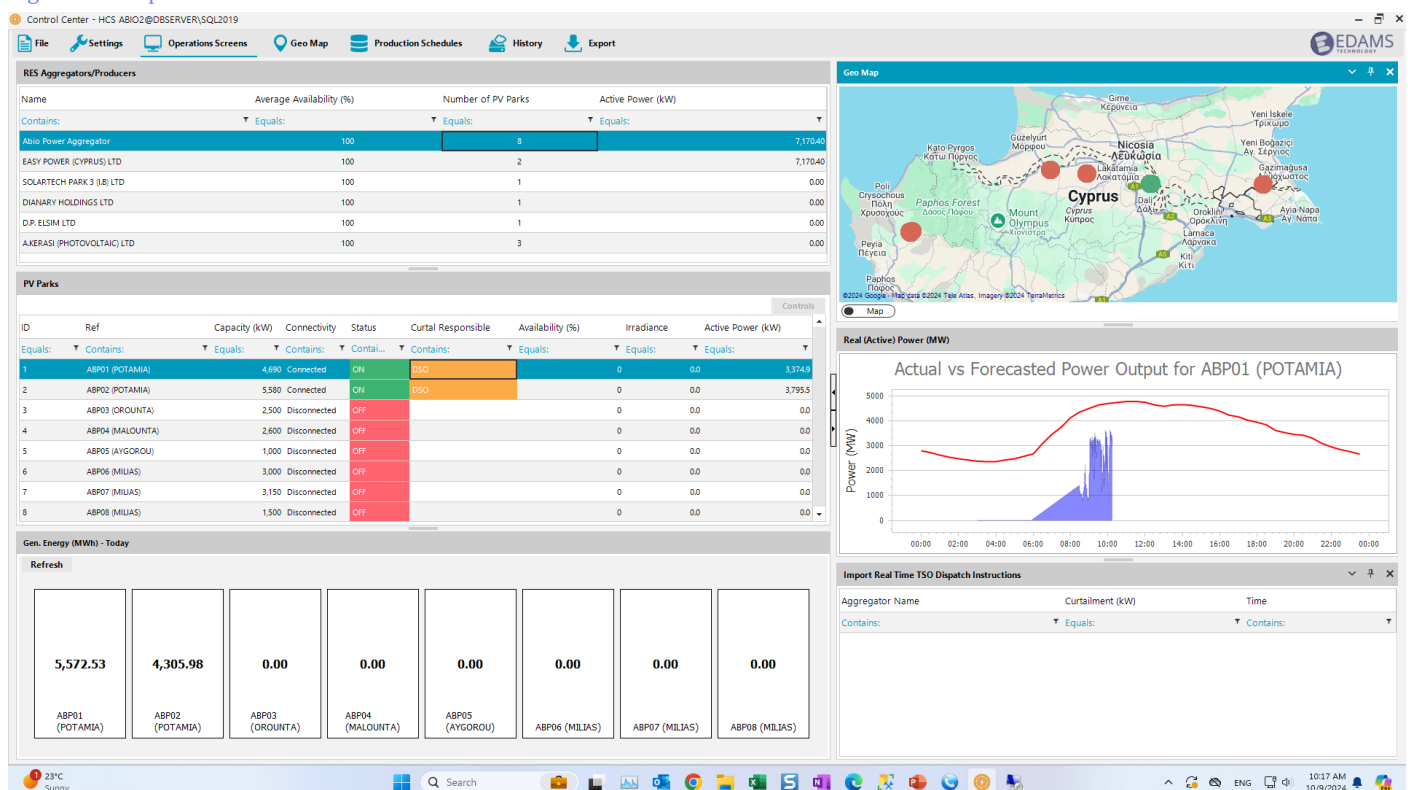 Control Center - HCS ABIO2@DBSERVER\SQL2019
File Settings Operations Screens Geo Map Production Schedules History Export
EDAMS
TECHNOLOGY
RES Aggregators/Producers
Name Average Availability (%) Number of PV Parks Active Power (kW)
Contains: Equals: Equals: Equals:
Abio Power Aggregator 100 8 7,170.40
EASY POWER (CYPRUS) LTD 100 2 7,170.40
SOLARTECH PARK 3 (I.B) LTD 100 1 0.00
DIANARY HOLDINGS LTD 100 1 0.00
D.P. ELSIM LTD 100 1 0.00
A.KERASI (PHOTOVOLTAIC) LTD 100 3 0.00
PV Parks
Controls
ID Ref Capacity (kW) Connectivity Status Curtal Responsible Availability (%) Irradiance Active Power (kW)
Equals: Contains: Equals: Contains: Contai... Contains: Equals: Equals: Equals:
1 ABP01 (POTAMIA) 4,690 Connected ON DSO 0 0.0 3,374.9
2 ABP02 (POTAMIA) 5,580 Connected ON DSO 0 0.0 3,795.5
3 ABP03 (OROUNTA) 2,500 Disconnected OFF 0 0.0 0.0
4 ABP04 (MALOUNTA) 2,600 Disconnected OFF 0 0.0 0.0
5 ABP05 (AYGOROU) 1,000 Disconnected OFF 0 0.0 0.0
6 ABP06 (MILIAS) 3,000 Disconnected OFF 0 0.0 0.0
7 ABP07 (MILIAS) 3,150 Disconnected OFF 0 0.0 0.0
8 ABP08 (MILIAS) 1,500 Disconnected OFF 0 0.0 0.0
Gen. Energy (MWh) - Today
Refresh
5,572.53 4,305.98 0.00 0.00 0.00 0.00 0.00 0.00
ABP01 ABP02 ABP03 ABP04 ABP05
(POTAMIA) (POTAMIA) (OROUNTA) (MALOUNTA) (AYGOROU) ABP06 (MILIAS) ABP07 (MILIAS) ABP08 (MILIAS)
Geo Map
Girne
Κερύνεια
Yeni İskele
Τρίκωμο
Güzelyurt
Μόρφου
Kato Pyrgos
Κάτω Πύργος
Nicosia
Λευκωσία
Yeni Boğaziçi
Άγ. Σέργιος
Lakatamia
Λακατάμια
Gazimağusa
Poli
Crysochous
Πόλη
Χρυσοχούς
Paphos Forest
Δάσος Πάφου
Cyprus
Cyprus
Κύπρος
Mount
Olympus
Χιονίστρα
Dali
Δάλι
A1
A2
A3
Oroklini
Ορόκλινη
Ayia Napa
Αγ. Νάπα
Larnaca
Λάρνακα
Peyia
Πέγεια
A5
Kiti
Κίτι
Paphos
Πάφος
A1
©2024 Google - Map data ©2024 Tele Atlas, Imagery ©2024 TerraMetrics
Map
Real (Active) Power (MW)
Actual vs Forecasted Power Output for ABP01 (POTAMIA)
Power (MW)
5000
4000
3000
2000
1000
0
00:00 02:00 04:00 06:00 08:00 10:00 12:00 14:00 16:00 18:00 20:00 22:00 00:00
Import Real Time TSO Dispatch Instructions
Aggregator Name Curtailment (kW) Time
Contains: Equals: Contains:
1 23°C
Sunny
Search
ENG 10:17 AM
10/9/2024